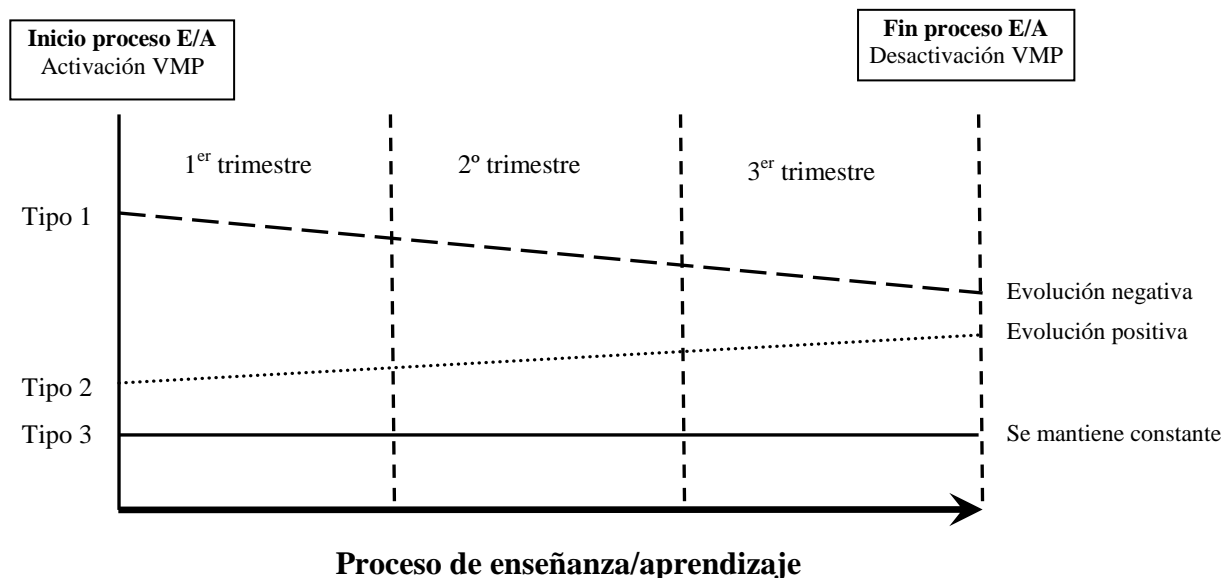 Inicio proceso E/A
Activación VMP
Fin proceso E/A
Desactivación VMP
1er trimestre
2º trimestre
3er trimestre
Tipo 1
Evolución negativa
Evolución positiva
Tipo 2
Tipo 3
Se mantiene constante
Proceso de enseñanza/aprendizaje